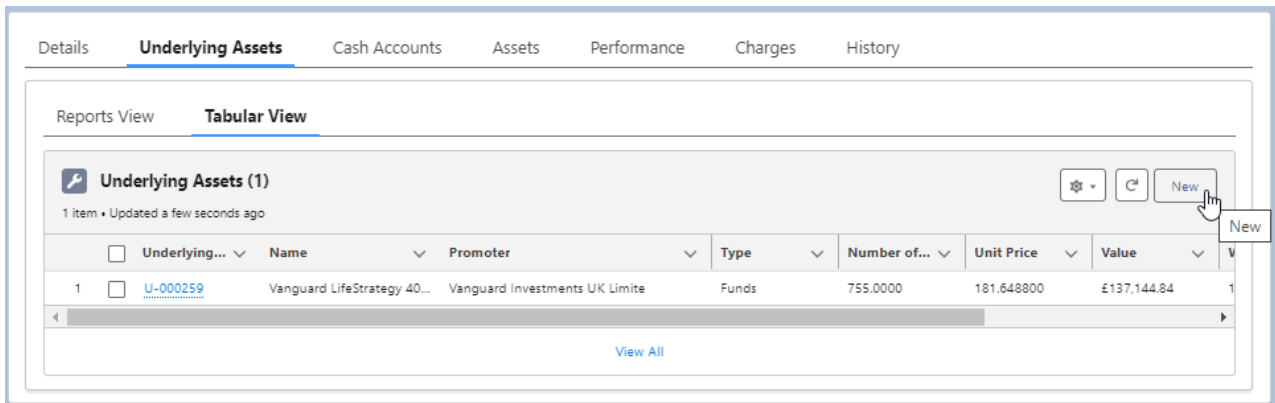 Details Underlying Assets Cash Accounts Assets Performance Charges History
Reports View Tabular View
Underlying Assets (1)
New
1 item • Updated a few seconds ago
New
Underlying... Name Promoter Type Number of... Unit Price Value
1 U-000259 Vanguard LifeStrategy 40... Vanguard Investments UK Limite Funds 755.0000 181.648800 £137,144.84 1
View All